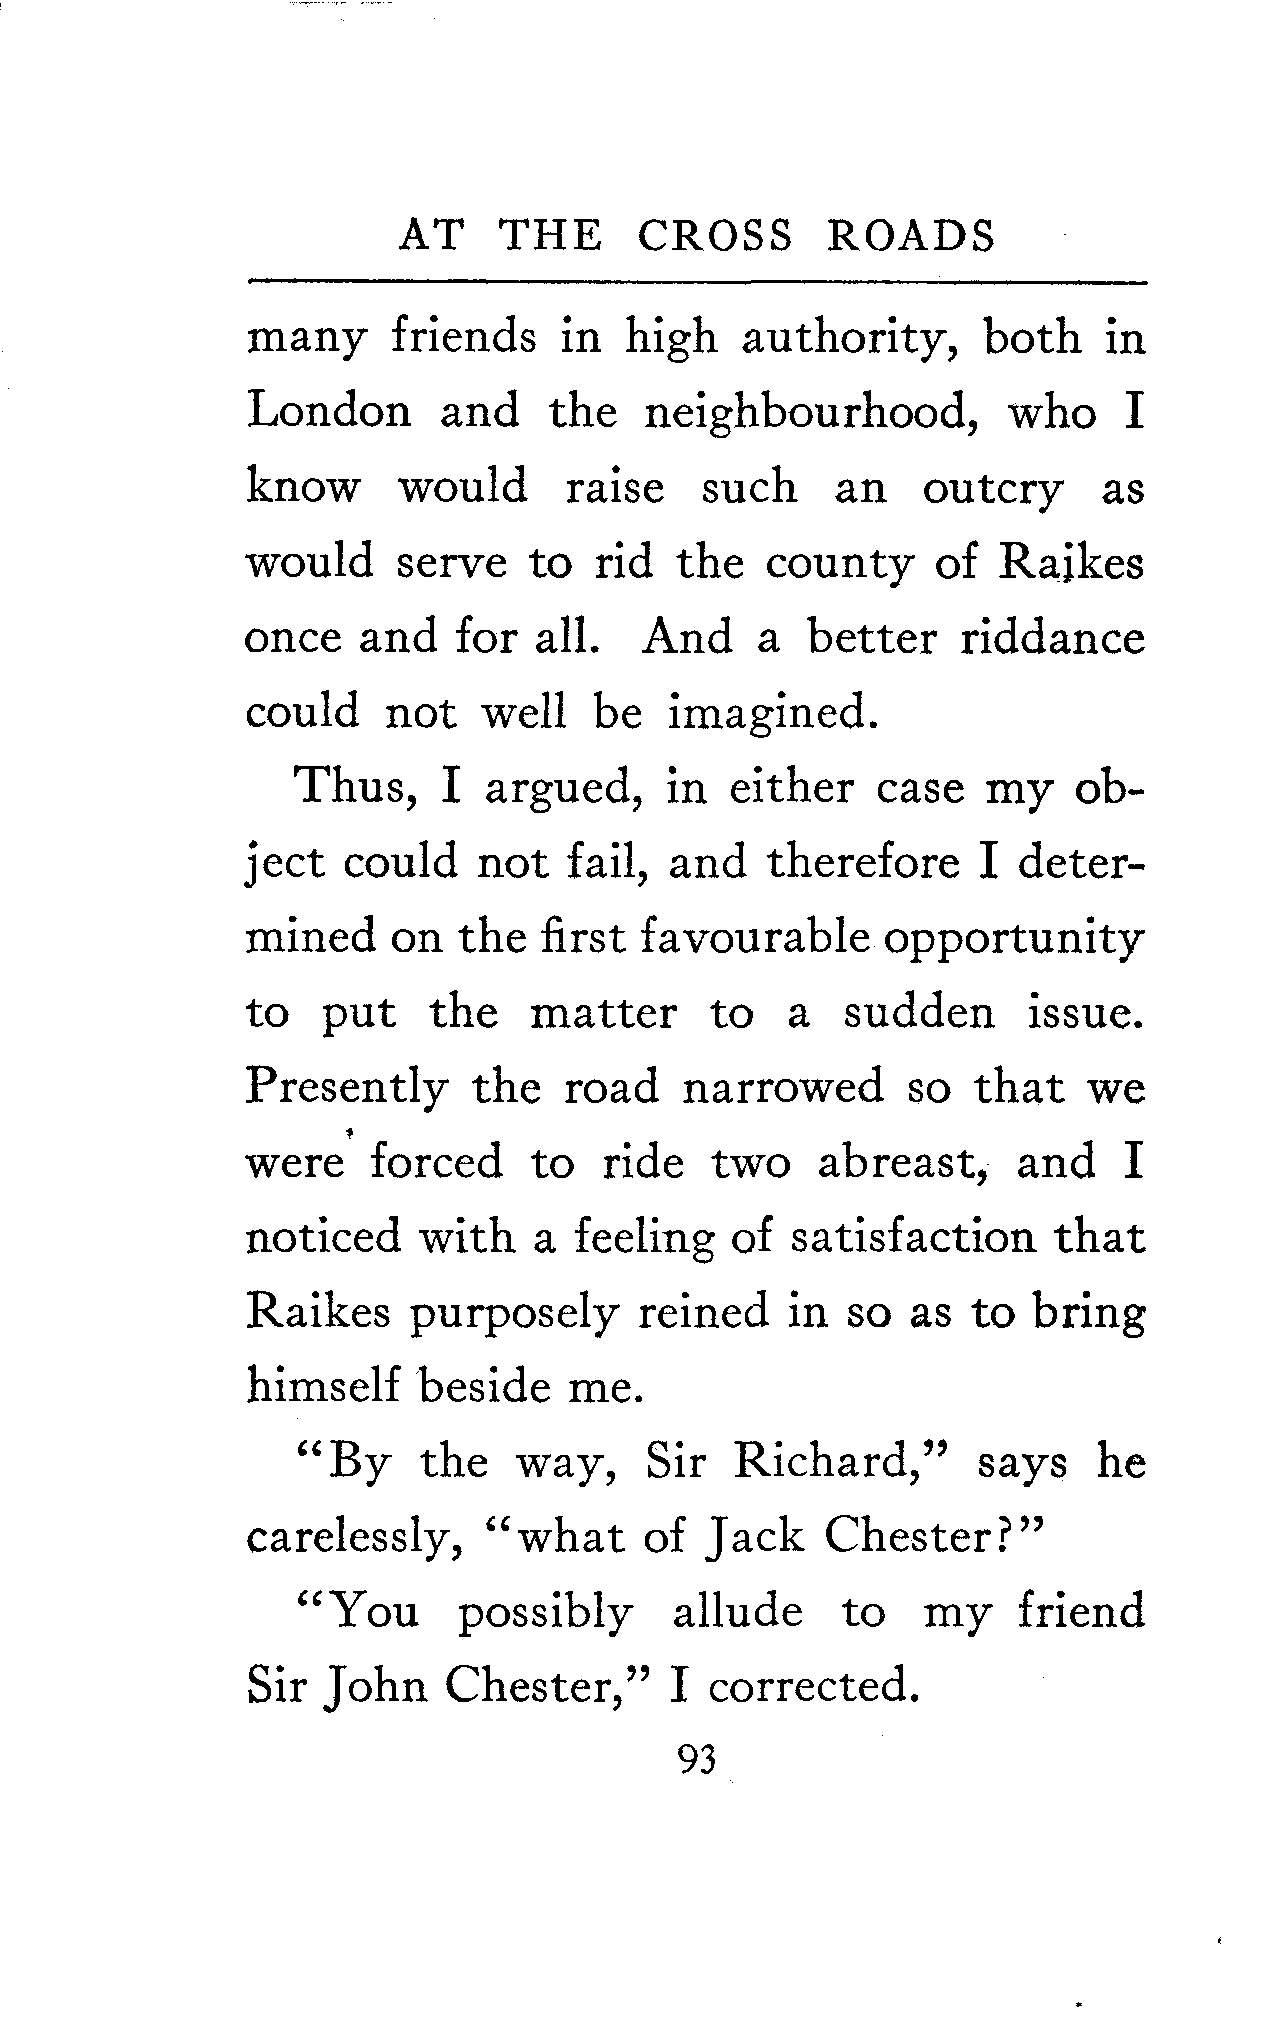 AT THE CROSS ROADS
many friends in high authority, both in
London and the neighbourhood, who I
know would raise such an outcry as
would serve to rid the county of Raikes
once and for all. And a better riddance
could not well be imagined.
Thus, I argued, in either case my ob-
ject could not fail, and therefore I deter-
mined on the first favourable opportunity
to put the matter to a sudden issue.
Presently the road narrowed so that we
were forced to ride two abreast, and I
noticed with a feeling of satisfaction that
Raikes purposely reined in so as to bring
himself beside me.
“By the way, Sir Richard,” says he
carelessly, “what of Jack Chester?”
“You possibly allude to my friend
Sir John Chester,” I corrected.
93